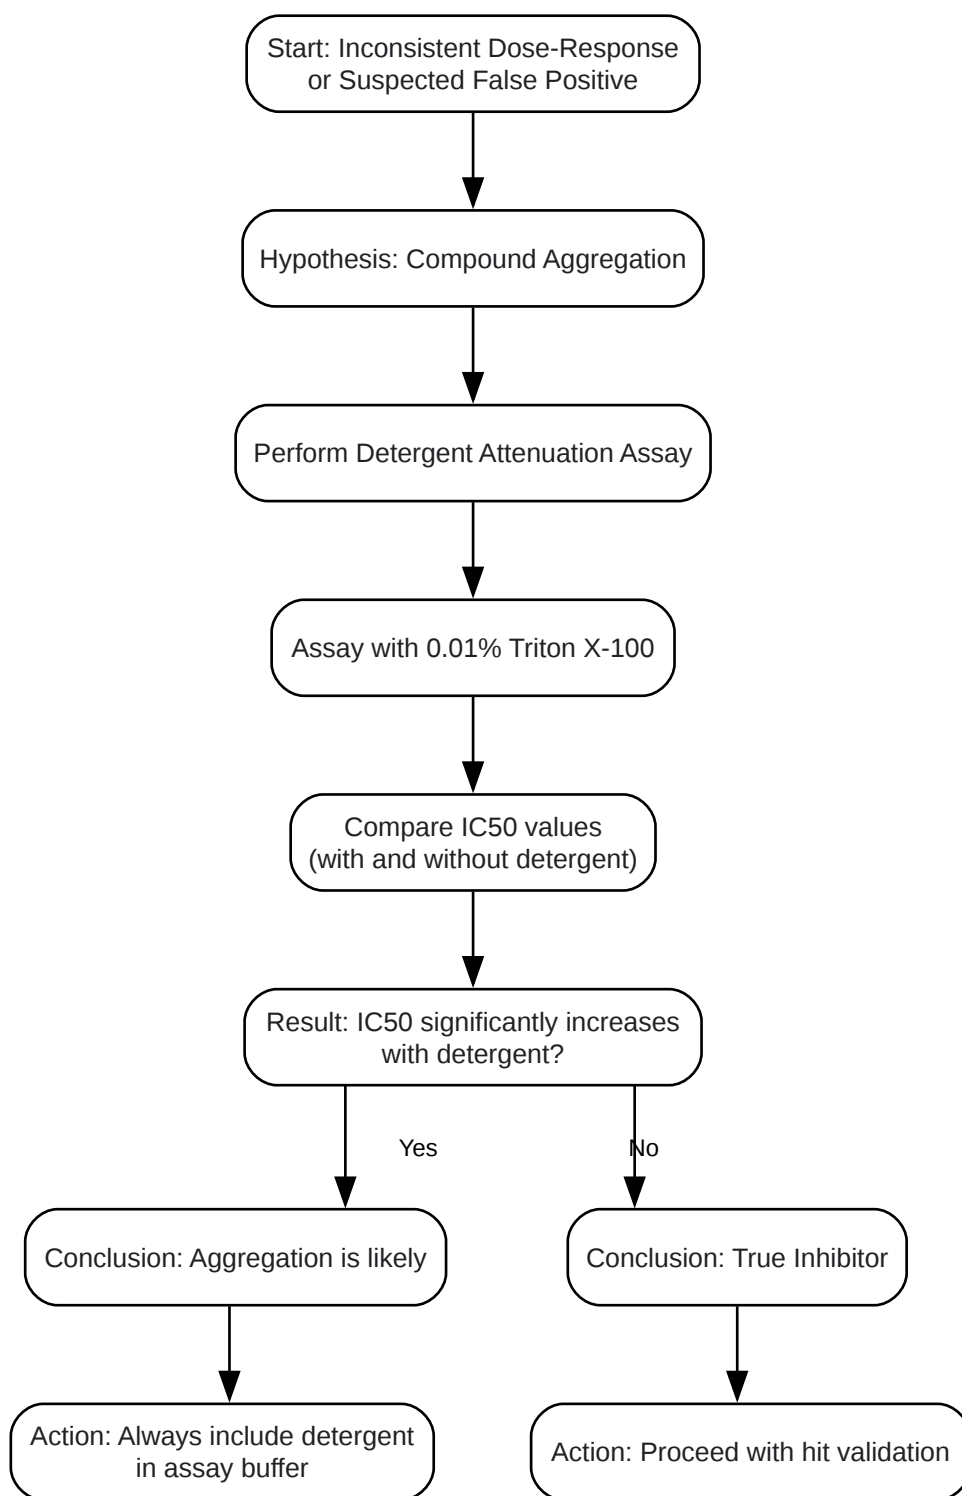 Start: Inconsistent Dose-Response
or Suspected False Positive
Hypothesis: Compound Aggregation
Perform Detergent Attenuation Assay
Assay with 0.01% Triton X-100
Compare IC50 values
(with and without detergent)
Result: IC50 significantly increases
with detergent?
Yes
No
Conclusion: Aggregation is likely
Conclusion: True Inhibitor
Action: Always include detergent
in assay buffer
Action: Proceed with hit validation